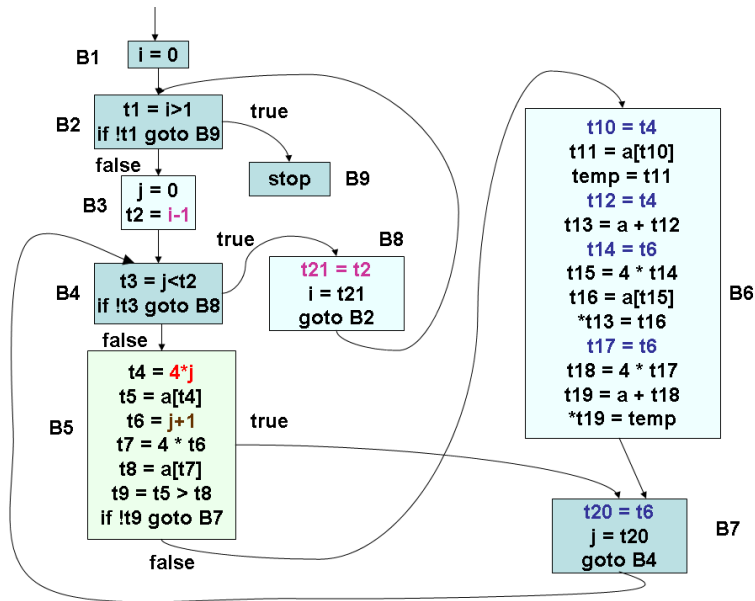 B1
i = 0
B2
t1 = i>1
if !t1 goto B9
true
false
stop
B9
B3
j = 0
t2 = i-1
B4
t3 = j<t2
if !t3 goto B8
true
false
B8
t21 = t2
i = t21
goto B2
B5
t4 = 4*j
t5 = a[t4]
t6 = j+1
t7 = 4 * t6
t8 = a[t7]
t9 = t5 > t8
if !t9 goto B7
true
false
B6
t10 = t4
t11 = a[t10]
temp = t11
t12 = t4
t13 = a + t12
t14 = t6
t15 = 4 * t14
t16 = a[t15]
*t13 = t16
t17 = t6
t18 = 4 * t17
t19 = a + t18
*t19 = temp
t20 = t6
j = t20
goto B4
B7